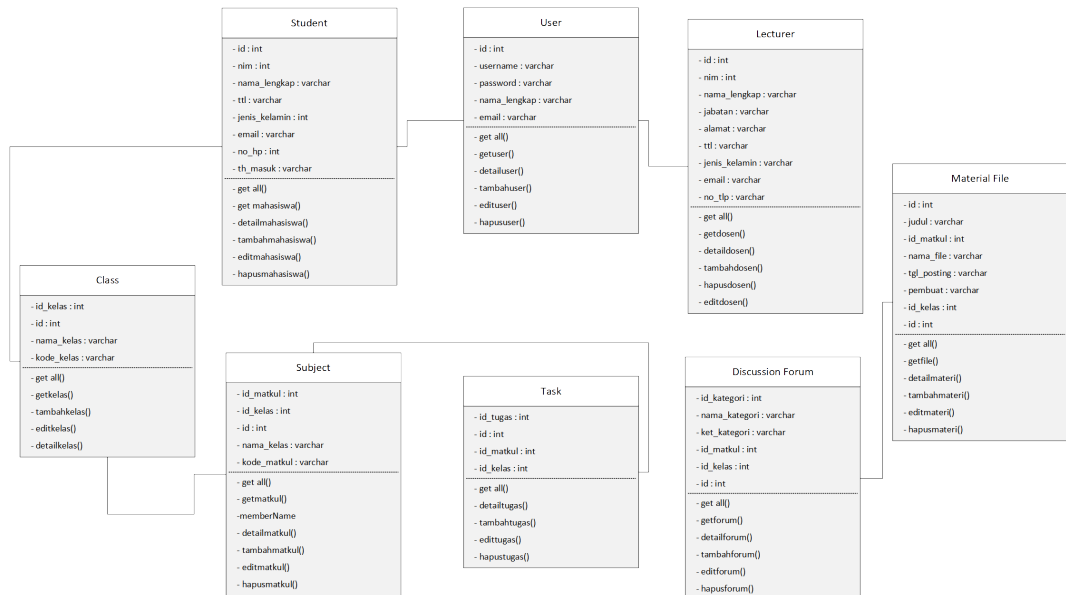 Student
- id : int
- nim : int
- nama_lengkap : varchar
- ttl : varchar
- jenis_kelamin : int
- email : varchar
- no_hp : int
- th_masuk : varchar
- get all()
- get mahasiswa()
- detailmahasiswa()
- tambahmahasiswa()
- editmahasiswa()
- hapusmahasiswa()
User
- id : int
- username : varchar
- password : varchar
- nama_lengkap : varchar
- email : varchar
- get all()
- getuser()
- detailuser()
- tambahuser()
- edituser()
- hapususer()
Lecturer
- id : int
- nim : int
- nama_lengkap : varchar
- jabatan : varchar
- alamat : varchar
- ttl : varchar
- jenis_kelamin : varchar
- email : varchar
- no_tlp : varchar
- get all()
- getdosen()
- detaildosen()
- tambahdosen()
- hapusdosen()
- editdosen()
Material File
- id : int
- judul : varchar
- id_matkul : int
- nama_file : varchar
- tgl_posting : varchar
- pembuat : varchar
- id_kelas : int
- id : int
- get all()
- getfile()
- detailmateri()
- tambahmateri()
- editmateri()
- hapusmateri()
Class
- id_kelas : int
- id : int
- nama_kelas : varchar
- kode_kelas : varchar
- get all()
- getkelas()
- tambahkelas()
- editkelas()
- detailkelas()
Subject
- id_matkul : int
- id_kelas : int
- id : int
- nama_kelas : varchar
- kode_matkul : varchar
- get all()
- getmatkul()
-memberName
- detailmatkul()
- tambahmatkul()
- editmatkul()
- hapusmatkul()
Task
- id_tugas : int
- id : int
- id_matkul : int
- id_kelas : int
- get all()
- detailtugas()
- tambahtugas()
- edittugas()
- hapustugas()
Discussion Forum
- id_kategori : int
- nama_kategori : varchar
- ket_kategori : varchar
- id_matkul : int
- id_kelas : int
- id : int
- get all()
- getforum()
- detailforum()
- tambahforum()
- editforum()
- hapusforum()